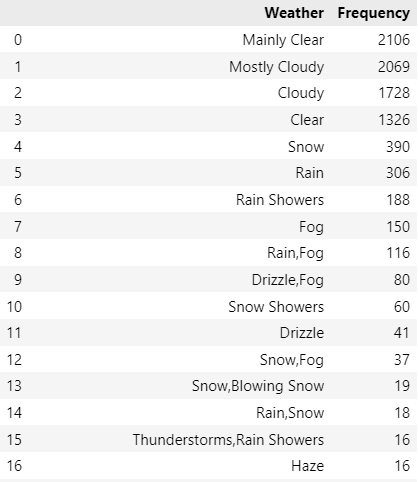 Weather Frequency
0 Mainly Clear 2106
1 Mostly Cloudy 2069
2 Cloudy 1728
3 Clear 1326
4 Snow 390
5 Rain 306
6 Rain Showers 188
7 Fog 150
8 Rain,Fog 116
9 Drizzle,Fog 80
10 Snow Showers 60
11 Drizzle 41
12 Snow,Fog 37
13 Snow,Blowing Snow 19
14 Rain,Snow 18
15 Thunderstorms,Rain Showers 16
16 Haze 16